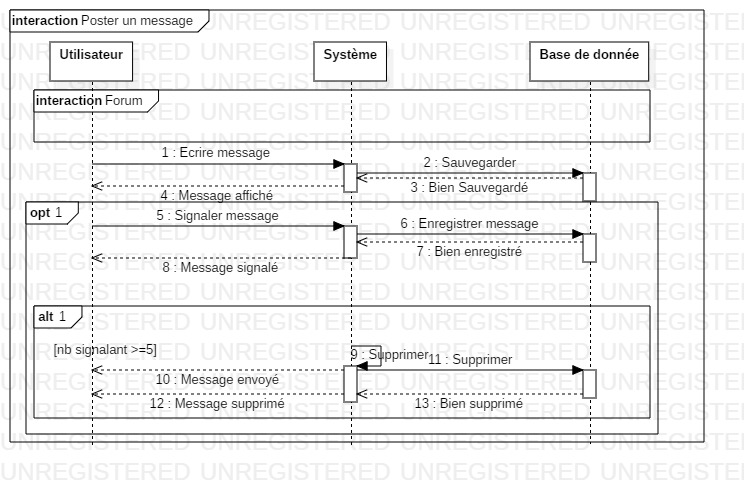 interaction Poster un message
Utilisateur
Système
Base de donnée
interaction Forum
1 : Ecrire message
2 : Sauvegarder
3 : Bien Sauvegardé
4 : Message affiché
opt 1
5 : Signaler message
6 : Enregistrer message
7 : Bien enregistré
8 : Message signalé
alt 1
[nb signalant >=5]
9 : Supprimer
11 : Supprimer
10 : Message envoyé
12 : Message supprimé
13 : Bien supprimé
UNREGISTERED